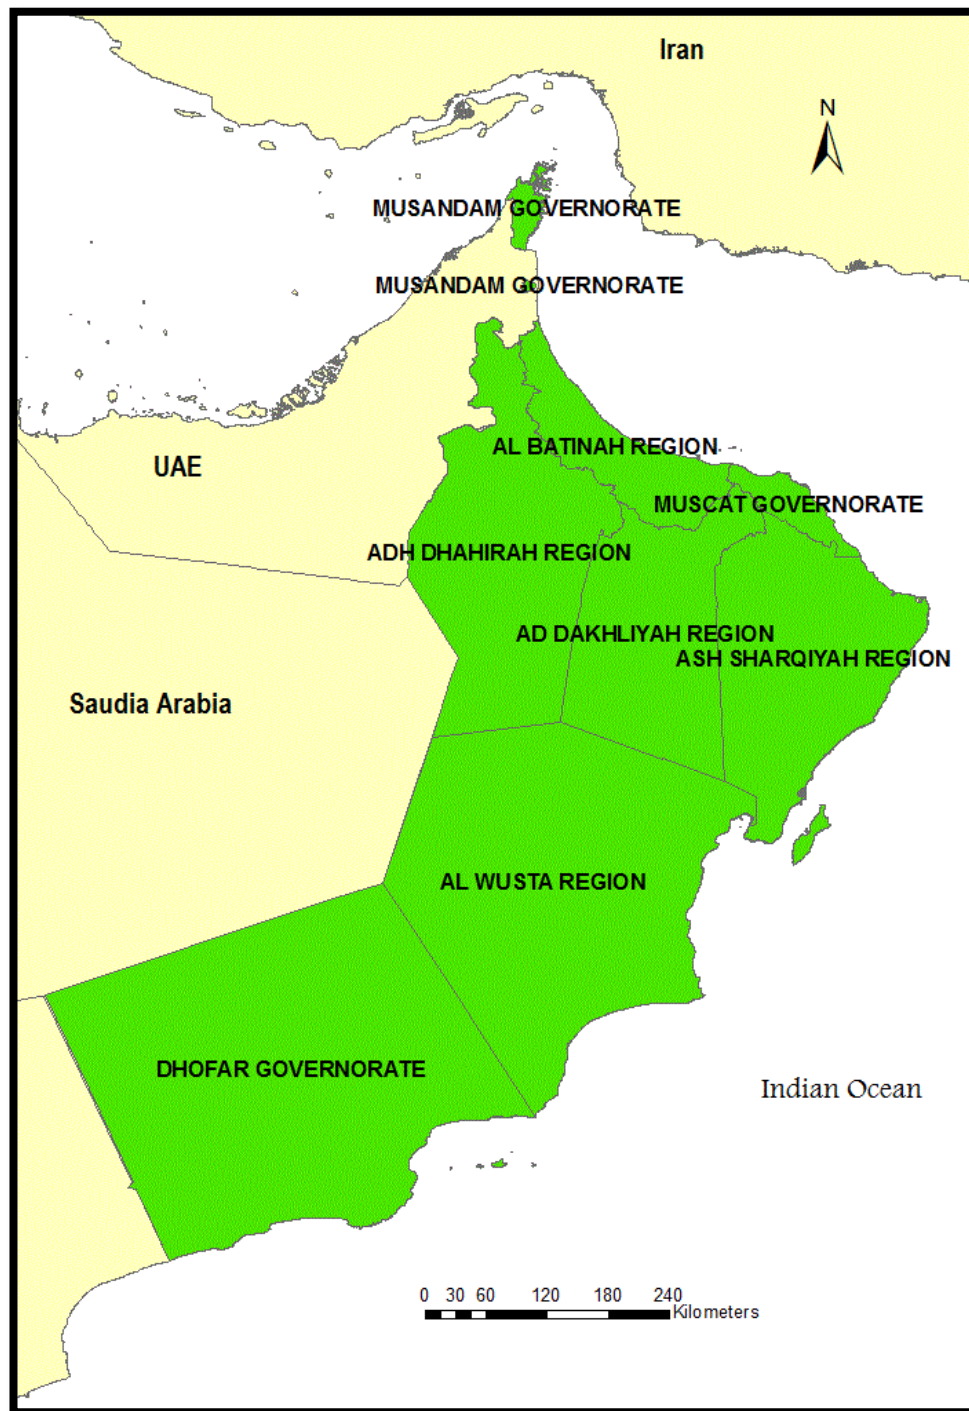 Iran
N
MUSANDAM GOVERNORATE
MUSANDAM GOVERNORATE
AL BATINAH REGION
UAE
MUSCAT GOVERNORATE
ADH DHAHIRAH REGION
AD DAKHLIYAH REGION
ASH SHARQIYAH REGION
Saudia Arabia
AL WUSTA REGION
DHOFAR GOVERNORATE
Indian Ocean
0 30 60 120 180 240
Kilometers